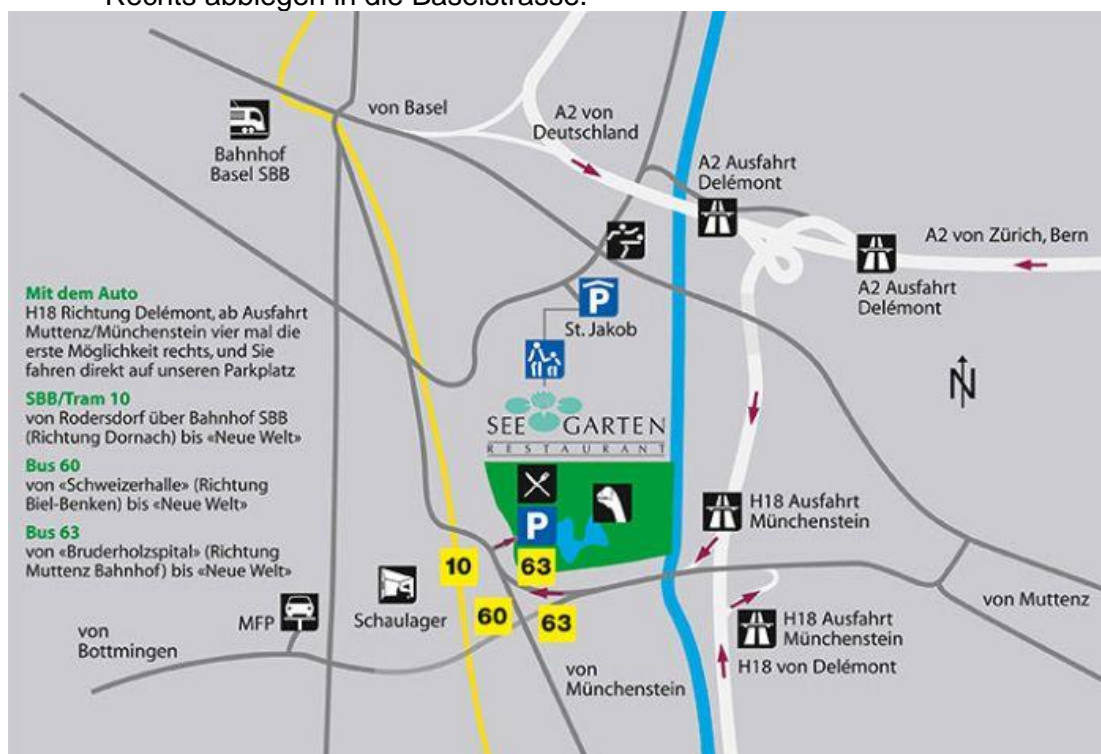 Rechts abbiegen in die Baselstrasse.
von Basel
A2 von
Deutschland
Bahnhof
Basel SBB
A2 Ausfahrt
Delémont
A2 von Zürich, Bern
A2 Ausfahrt
Delémont
Mit dem Auto
H18 Richtung Delémont, ab Ausfahrt
Muttenz/Münchenstein vier mal die
erste Möglichkeit rechts, und Sie
fahren direkt auf unseren Parkplatz
SBB/Tram 10
von Rodersdorf über Bahnhof SBB
(Richtung Dornach) bis «Neue Welt»
Bus 60
von «Schweizerhalle» (Richtung
Biel-Benken) bis «Neue Welt»
Bus 63
von «Bruderholzspital» (Richtung
Muttenz Bahnhof) bis «Neue Welt»
P
St. Jakob
N
SEE GARTEN
RESTAURANT
P
H18 Ausfahrt
Münchenstein
10
63
60
63
Schaulager
MFP
von
Bottmingen
von
Münchenstein
von Muttenz
H18 Ausfahrt
Münchenstein
H18 von Delémont